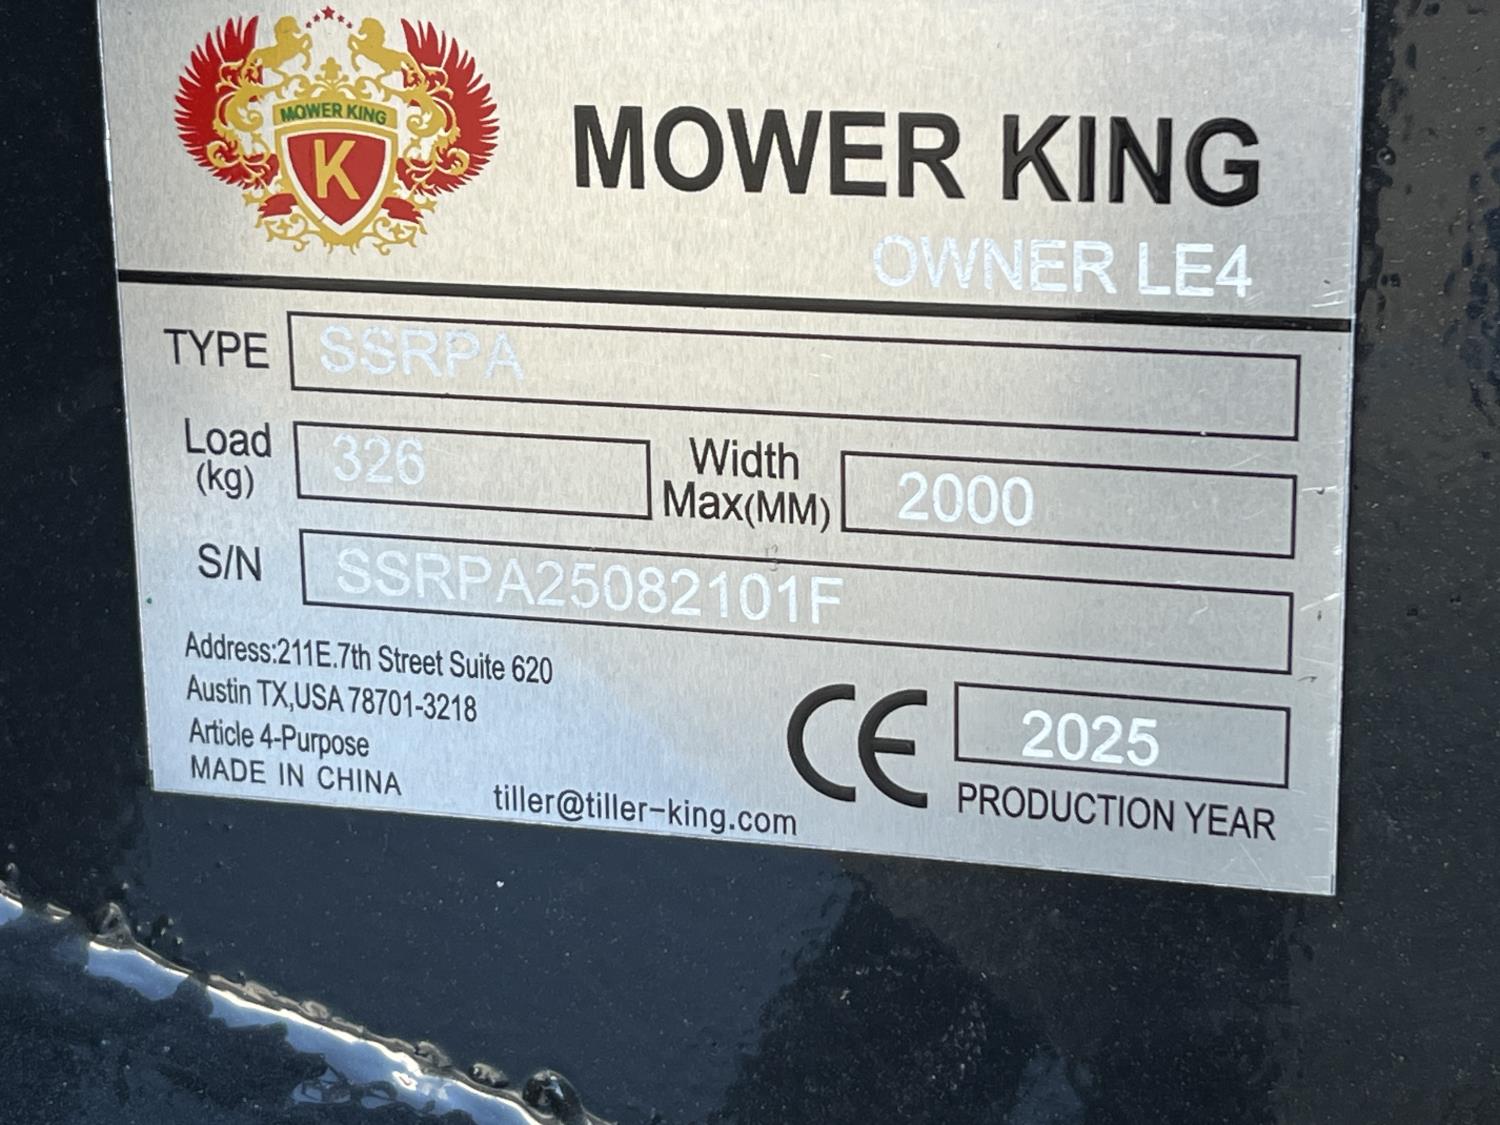 MOWER KING
K
MOWER KING
OWNER LE4
TYPE SSRPA
Load (kg) 326 Width Max(MM) 2000
S/N SSRPA25082101F
Address:211E.7th Street Suite 620
Austin TX,USA 78701-3218
Article 4-Purpose
MADE IN CHINA
tiller@tiller-king.com
CE 2025
PRODUCTION YEAR